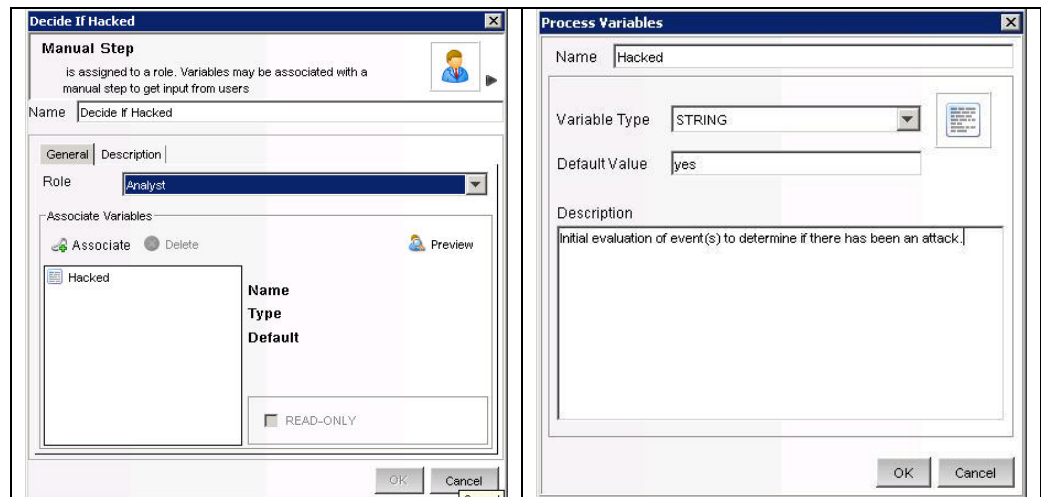 Decide If Hacked
Manual Step
is assigned to a role. Variables may be associated with a
manual step to get input from users
Name Decide If Hacked
General Description
Role Analyst
Associate Variables
Associate Delete Preview
Hacked
Name
Type
Default
READ-ONLY
OK Cancel
Process Variables
Name Hacked
Variable Type STRING
Default Value yes
Description
Initial evaluation of event(s) to determine if there has been an attack.
OK Cancel